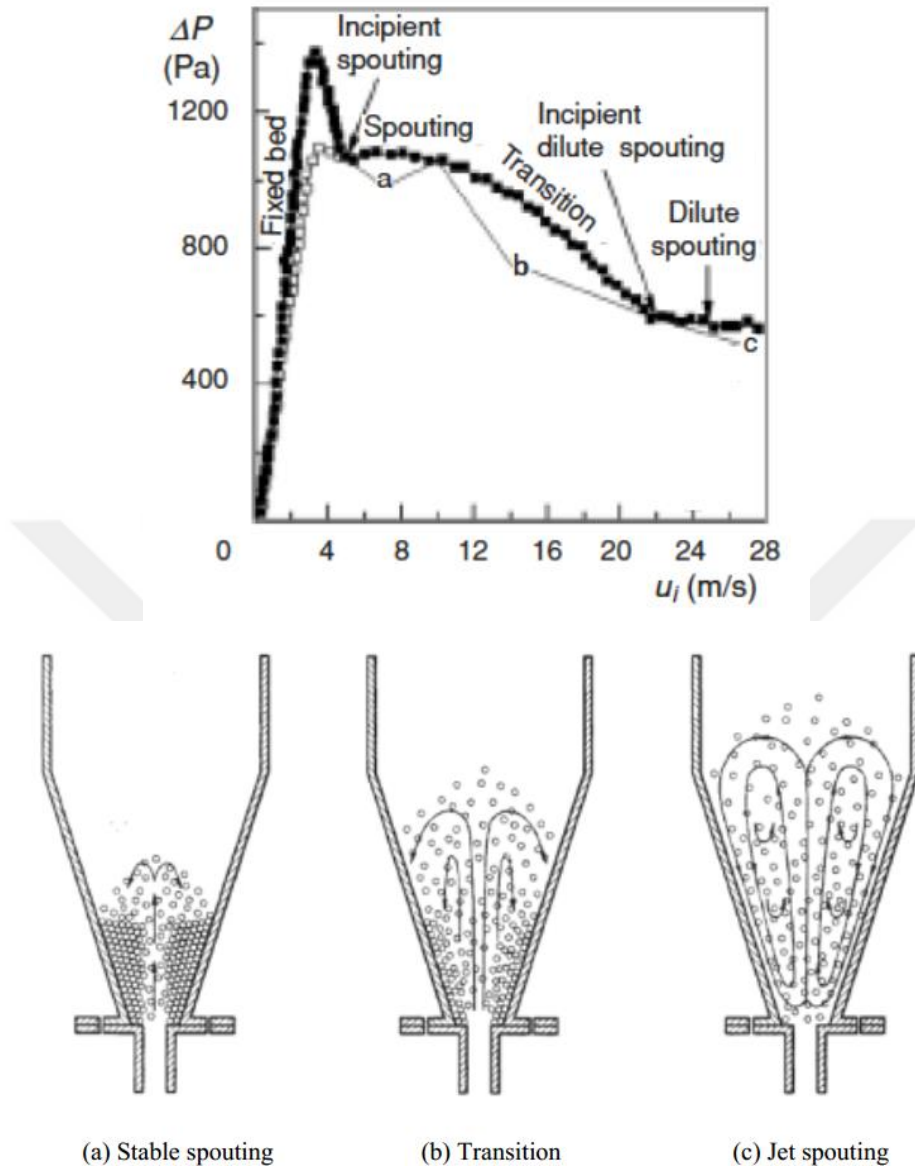 ΔP
(Pa)
Incipient
spouting
1200
Spouting
Incipient
dilute spouting
Fixed bed
a
Transition
Dilute
spouting
800
b
c
400
0 4 8 12 16 20 24 28
u_i (m/s)
(a) Stable spouting (b) Transition (c) Jet spouting